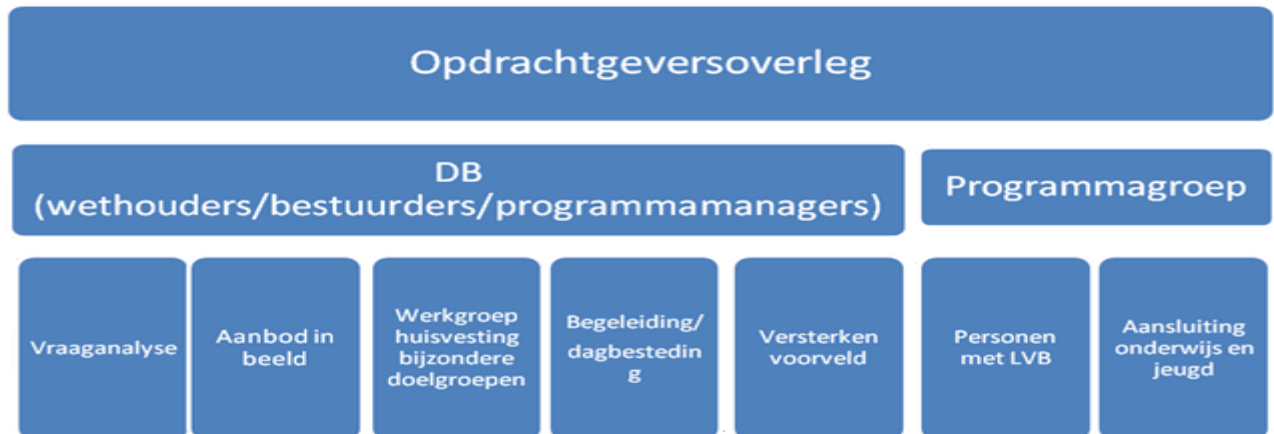 Opdrachtgeversoverleg
DB
(wethouders/bestuurders/programmamanagers)
Programmagroep
Vraaganalyse
Aanbod in
beeld
Werkgroep
huisvesting
bijzondere
doelgroepen
Begeleiding/
dagbestedin
g
Versterken
voorveld
Personen
met LVB
Aansluiting
onderwijs en
jeugd